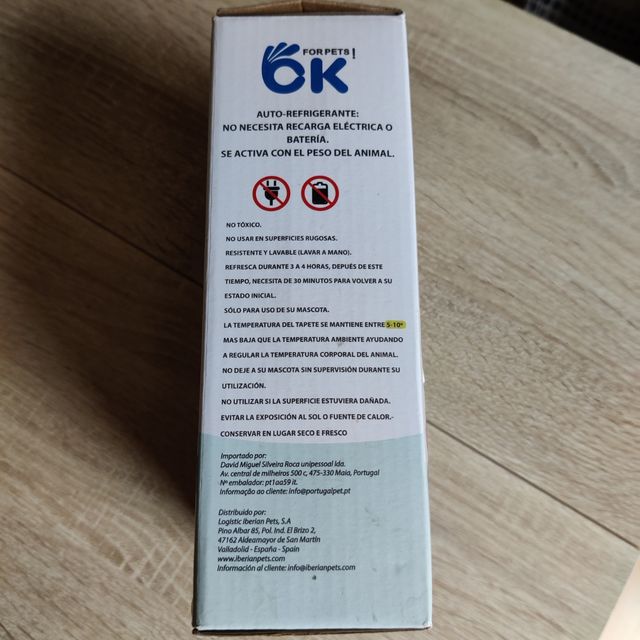 FOR PETS!
OK
AUTO-REFRIGERANTE:
NO NECESITA RECARGA ELÉCTRICA O
BATERÍA.
SE ACTIVA CON EL PESO DEL ANIMAL.
NO TÓXICO.
NO USAR EN SUPERFICIES RUGOSAS.
RESISTENTE Y LAVABLE (LAVAR A MANO).
REFRESCA DURANTE 3 A 4 HORAS, DEPUÉS DE ESTE
TIEMPO, NECESITA DE 30 MINUTOS PARA VOLVER A SU
ESTADO INICIAL.
SÓLO PARA USO DE SU MASCOTA.
LA TEMPERATURA DEL TAPETE SE MANTIENE ENTRE 5-10º
MAS BAJA QUE LA TEMPERATURA AMBIENTE AYUDANDO
A REGULAR LA TEMPERATURA CORPORAL DEL ANIMAL.
NO DEJE A SU MASCOTA SIN SUPERVISIÓN DURANTE SU
UTILIZACIÓN.
NO UTILIZAR SI LA SUPERFICIE ESTUVIERA DAÑADA.
EVITAR LA EXPOSICIÓN AL SOL O FUENTE DE CALOR.-
CONSERVAR EN LUGAR SECO E FRESCO
Importado por:
David Miguel Silveira Roca unipessoal lda.
Av. central de milheiros 500 c, 475-330 Maia, Portugal
Nº embalador: pt1aa59 it.
Informação ao cliente: info@portugalpet.pt
Distribuido por:
Logistic Iberian Pets, S.A
Pino Albar 85, Pol. Ind. El Brizo 2,
47162 Aldeamayor de San Martín
Valladolid - España - Spain
www.iberianpets.com
Información al cliente: info@iberianpets.com